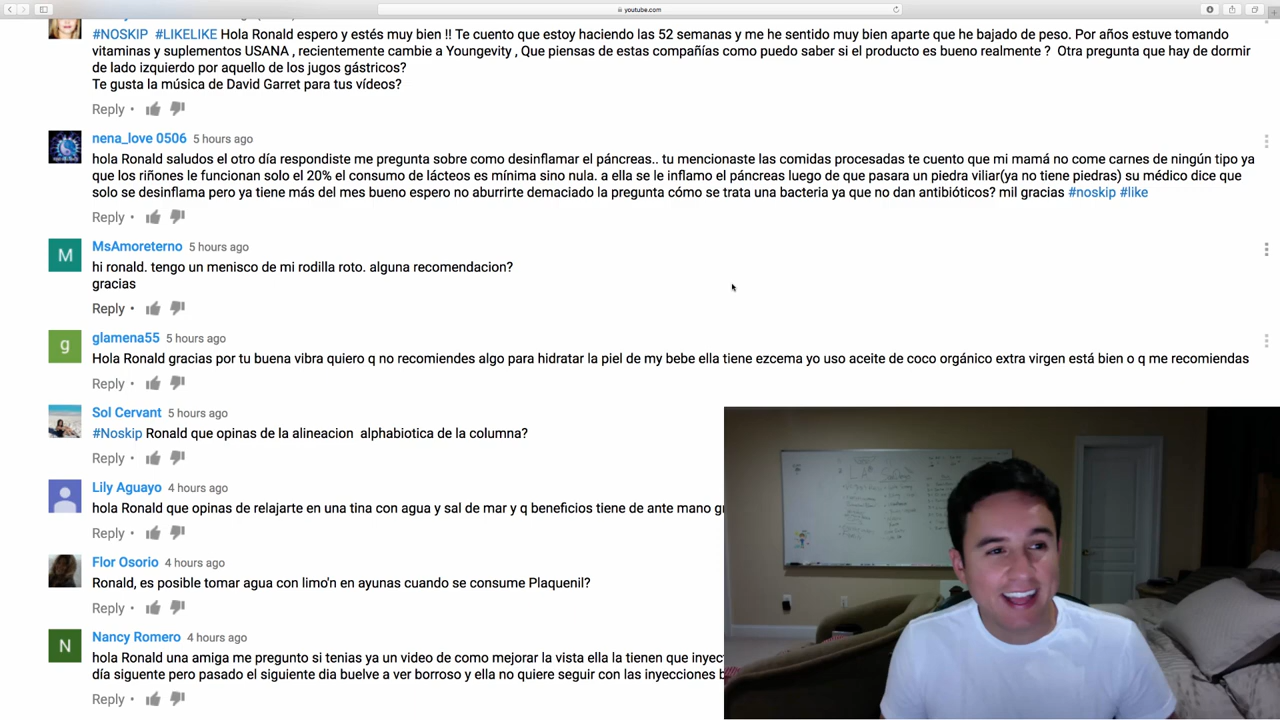 youtube.com
#NOSKIP #LIKELIKE Hola Ronald espero y estés muy bien !! Te cuento que estoy haciendo las 52 semanas y me he sentido muy bien aparte que he bajado de peso. Por años estuve tomando
vitaminas y suplementos USANA , recientemente cambie a Youngevity , Que piensas de estas compañías como puedo saber si el producto es bueno realmente ? Otra pregunta que hay de dormir
de lado izquierdo por aquello de los jugos gástricos?
Te gusta la música de David Garret para tus vídeos?
Reply •
nena_love 0506 5 hours ago
hola Ronald saludos el otro día respondiste me pregunta sobre como desinflamar el páncreas.. tu mencionaste las comidas procesadas te cuento que mi mamá no come carnes de ningún tipo ya
que los riñones le funcionan solo el 20% el consumo de lácteos es mínima sino nula. a ella se le inflamo el páncreas luego de que pasara un piedra viliar(ya no tiene piedras) su médico dice que
solo se desinflama pero ya tiene más del mes bueno espero no aburrirte demaciado la pregunta cómo se trata una bacteria ya que no dan antibióticos? mil gracias #noskip #like
Reply •
M
MsAmoreterno 5 hours ago
hi ronald. tengo un menisco de mi rodilla roto. alguna recomendacion?
gracias
Reply •
g
glamena55 5 hours ago
Hola Ronald gracias por tu buena vibra quiero q no recomiendes algo para hidratar la piel de my bebe ella tiene ezcema yo uso aceite de coco orgánico extra virgen está bien o q me recomiendas
Reply •
Sol Cervant 5 hours ago
#Noskip Ronald que opinas de la alineacion alphabiotica de la columna?
Reply •
Lily Aguayo 4 hours ago
hola Ronald que opinas de relajarte en una tina con agua y sal de mar y q beneficios tiene de ante mano
Reply •
Flor Osorio 4 hours ago
Ronald, es posible tomar agua con limo'n en ayunas cuando se consume Plaquenil?
Reply •
N
Nancy Romero 4 hours ago
hola Ronald una amiga me pregunto si tenias ya un video de como mejorar la vista ella la tienen que
día siguente pero pasado el siguiente dia buelve a ver borroso y ella no quiere seguir con las inyecciones
Reply •